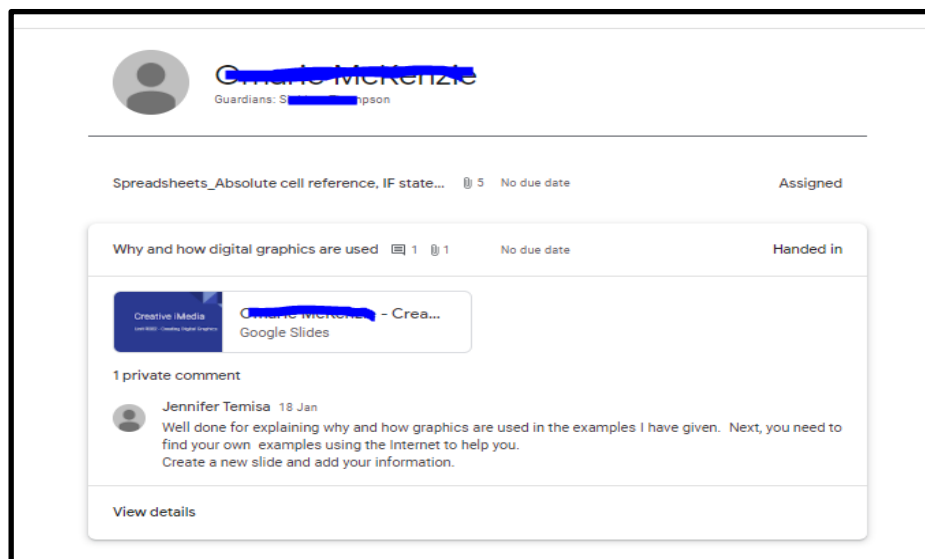 Guardians:
Spreadsheets_Absolute cell reference, IF state... 5 No due date Assigned
Why and how digital graphics are used 1 1 No due date Handed in
Creative iMedia
Creating Digital Graphics
- Crea...
Google Slides
1 private comment
Jennifer Temisa 18 Jan
Well done for explaining why and how graphics are used in the examples I have given. Next, you need to
find your own examples using the Internet to help you.
Create a new slide and add your information.
View details